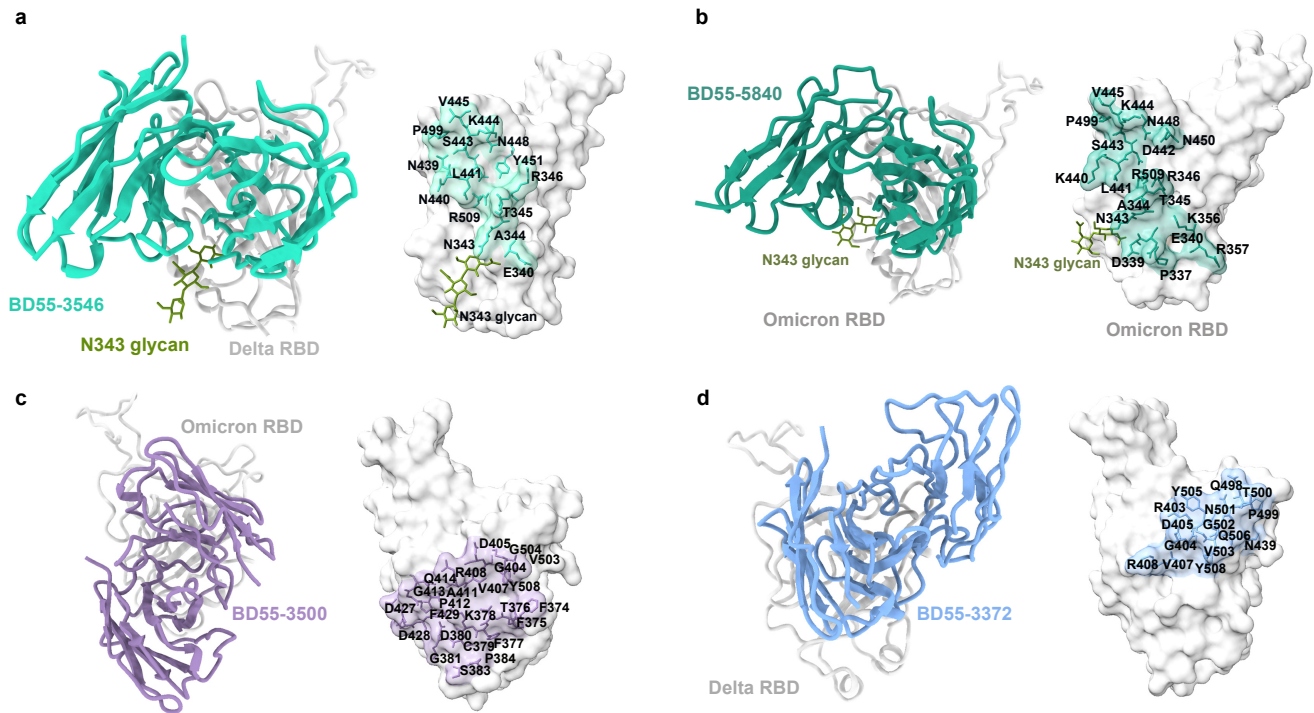 a
BD55-3546
N343 glycan
Delta RBD
V445
K444
P499
S443
N448
N439
Y451
L441
R346
N440
R509
T345
N343
A344
E340
N343 glycan
b
BD55-5840
N343 glycan
Omicron RBD
V445
K444
P499
N448
S443
N450
D442
K440
R509 R346
L441
A344
T345
N343
K356
E340
N343 glycan
D339
R357
P337
Omicron RBD
c
Omicron RBD
BD55-3500
D405
G504
V503
Q414
R408
G404
G413
A411
V407
Y508
D427
P412
T376
F374
F429
K378
F375
D428
D380
C379
F377
G381
P384
S383
d
BD55-3372
Delta RBD
Q498
Y505
T500
R403
N501
P499
D405
G502
Q506
G404
N439
V503
R408
V407
Y508